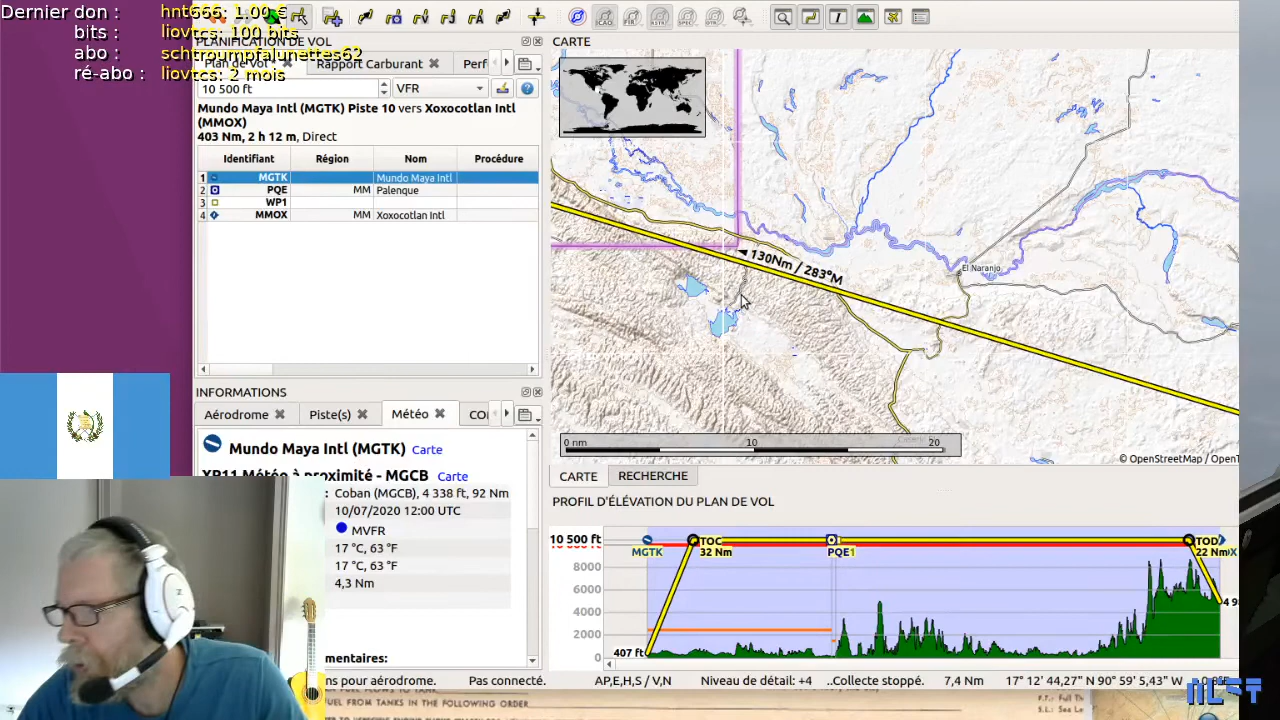 Dernier don : hnt666: 1.00 €
bits : liovtcs: 100 bits
abo : schtroumpfalunettes62
ré-abo : liovtcs: 2 mois
PLANIFICATION DE VOL
Rapport Carburant
Perf
10 500 ft
VFR
Mundo Maya Intl (MGTK) Piste 10 vers Xoxocotlan Intl
(MMOX)
403 Nm, 2 h 12 m, Direct
Identifiant Région Nom Procédure
1 MGTK Mundo Maya Intl
2 PQE MM Palenque
3 WP1
4 MMOX MM Xoxocotlan Intl
INFORMATIONS
Aérodrome Piste(s) Météo
Mundo Maya Intl (MGTK) Carte
XP11 Météo à proximité - MGCB Carte
: Coban (MGCB), 4 338 ft, 92 Nm
10/07/2020 12:00 UTC
MVFR
17 °C, 63 °F
17 °C, 63 °F
4,3 Nm
mentaires:
CARTE
130Nm / 283°M
El Naranjo
0 nm 10 20
© OpenStreetMap / OpenT
CARTE RECHERCHE
PROFIL D'ÉLÉVATION DU PLAN DE VOL
10 500 ft
8000
6000
4000
2000
0
MGTK
TOC
32 Nm
TOD
22 Nm
407 ft
ns pour aérodrome. Pas connecté. AP,E,H,S / V,N Niveau de détail: +4 ..Collecte stoppé. 7,4 Nm 17° 12' 44,27" N 90° 59' 5,43" W
FUEL FROM TANKS IN THE FOLLOWING ORDER